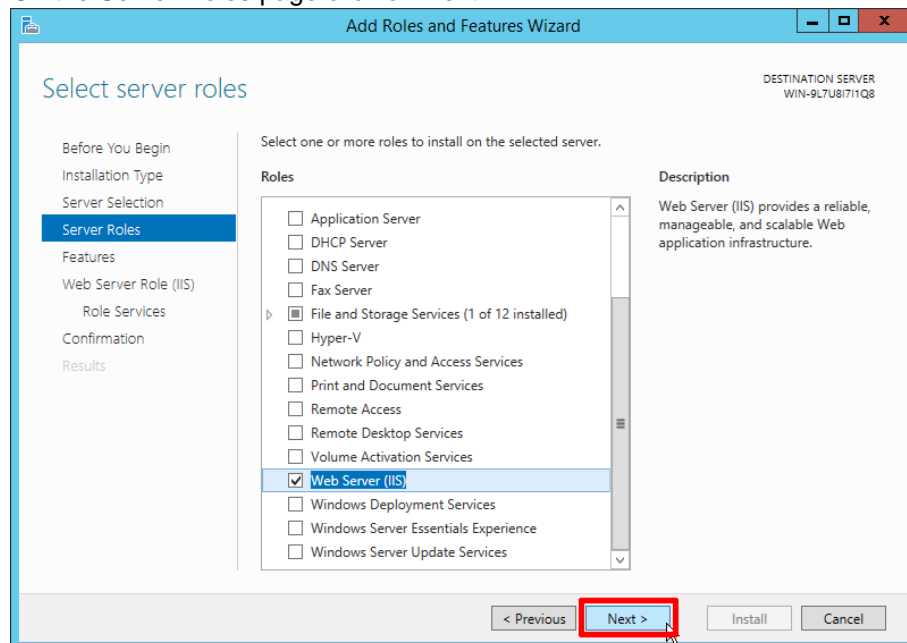 Add Roles and Features Wizard
Select server roles
DESTINATION SERVER
WIN-9L7U8I7I1Q8
Before You Begin
Installation Type
Server Selection
Server Roles
Features
Web Server Role (IIS)
Role Services
Confirmation
Results
Select one or more roles to install on the selected server.
Roles
Application Server
DHCP Server
DNS Server
Fax Server
File and Storage Services (1 of 12 installed)
Hyper-V
Network Policy and Access Services
Print and Document Services
Remote Access
Remote Desktop Services
Volume Activation Services
Web Server (IIS)
Windows Deployment Services
Windows Server Essentials Experience
Windows Server Update Services
Description
Web Server (IIS) provides a reliable,
manageable, and scalable Web
application infrastructure.
< Previous
Next >
Install
Cancel